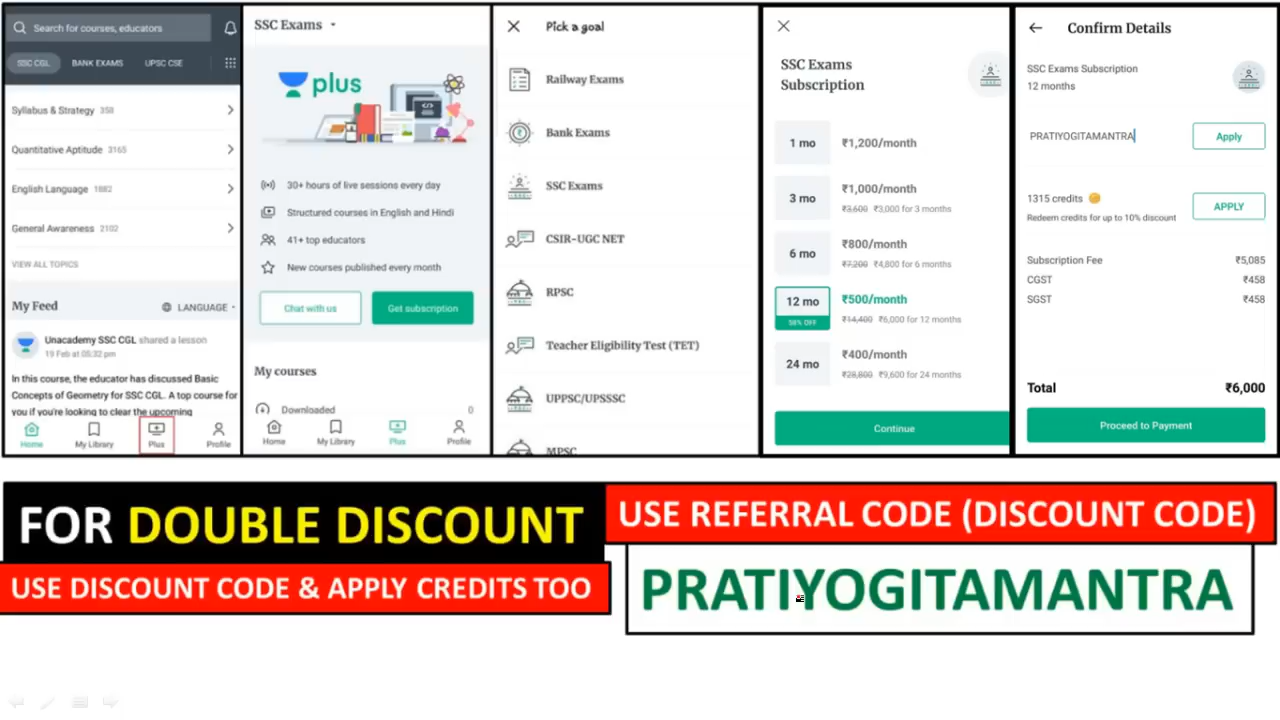 Search for courses, educators
SSC CGL BANK EXAMS UPSC CSE
Syllabus & Strategy 358
Quantitative Aptitude 3165
English Language 1882
General Awareness 2102
VIEW ALL TOPICS
My Feed LANGUAGE
Unacademy SSC CGL shared a lesson
19 Feb at 05:32 pm
In this course, the educator has discussed Basic
Concepts of Geometry for SSC CGL. A top course for
you if you're looking to clear the upcoming
Home My Library Plus Profile
SSC Exams
plus
30+ hours of live sessions every day
Structured courses in English and Hindi
41+ top educators
New courses published every month
Chat with us Get subscription
My courses
Downloaded 0
Home My Library Plus Profile
Pick a goal
Railway Exams
Bank Exams
SSC Exams
CSIR-UGC NET
RPSC
Teacher Eligibility Test (TET)
UPPSC/UPSSSC
MPSC
SSC Exams
Subscription
1 mo ₹1,200/month
3 mo ₹1,000/month
₹3,600 ₹3,000 for 3 months
6 mo ₹800/month
₹7,200 ₹4,800 for 6 months
12 mo ₹500/month
58% OFF ₹14,400 ₹6,000 for 12 months
24 mo ₹400/month
₹28,800 ₹9,600 for 24 months
Continue
Confirm Details
SSC Exams Subscription
12 months
PRATIYOGITAMANTRA Apply
1315 credits
Redeem credits for up to 10% discount APPLY
Subscription Fee ₹5,085
CGST ₹458
SGST ₹458
Total ₹6,000
Proceed to Payment
FOR DOUBLE DISCOUNT
USE DISCOUNT CODE & APPLY CREDITS TOO
USE REFERRAL CODE (DISCOUNT CODE)
PRATIYOGITAMANTRA